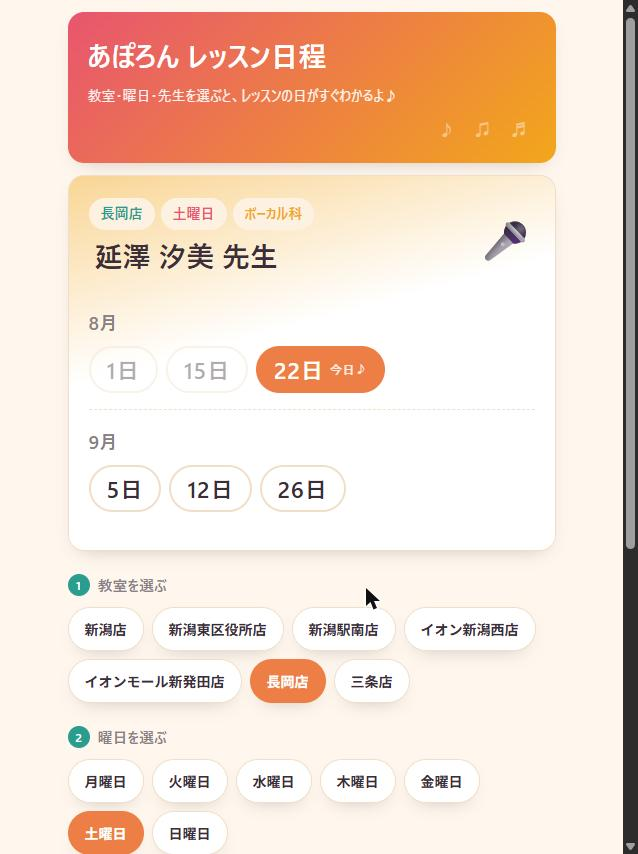 あぽろん レッスン日程
教室・曜日・先生を選ぶと、レッスンの日がすぐわかるよ♪
♪ ♫ ♬
長岡店 土曜日 ボーカル科
延澤 汐美 先生
8月
1日 15日 22日 今日♪
9月
5日 12日 26日
1 教室を選ぶ
新潟店 新潟東区役所店 新潟駅南店 イオン新潟西店
イオンモール新発田店 長岡店 三条店
2 曜日を選ぶ
月曜日 火曜日 水曜日 木曜日 金曜日
土曜日 日曜日